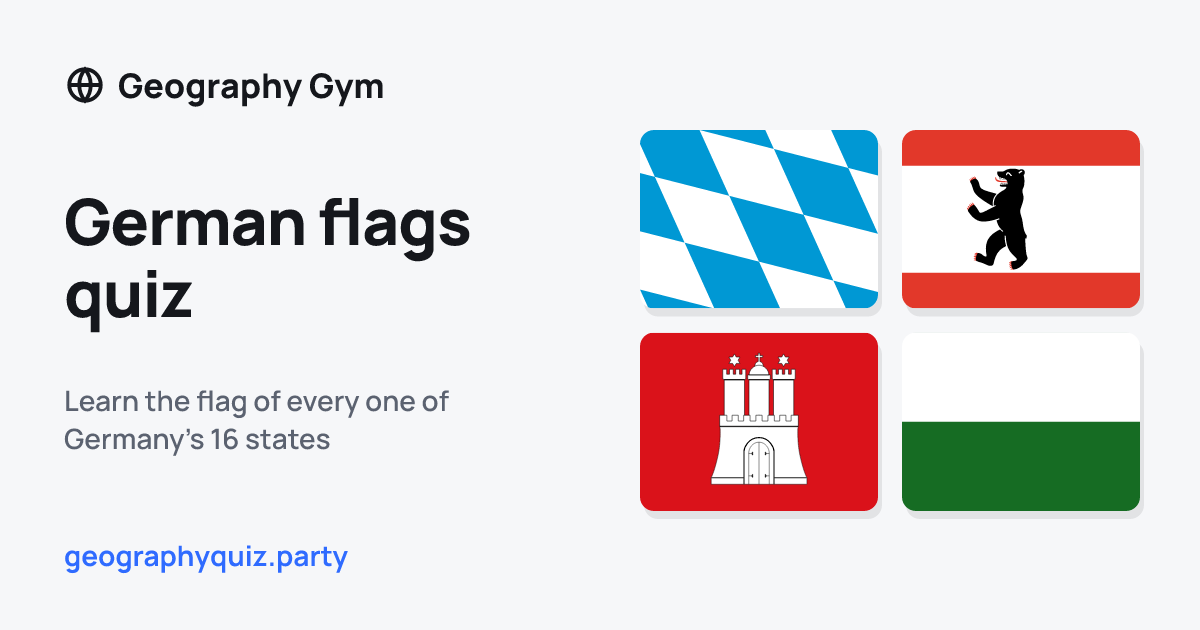 Geography Gym
German flags
quiz
Learn the flag of every one of
Germany’s 16 states
geographyquiz.party